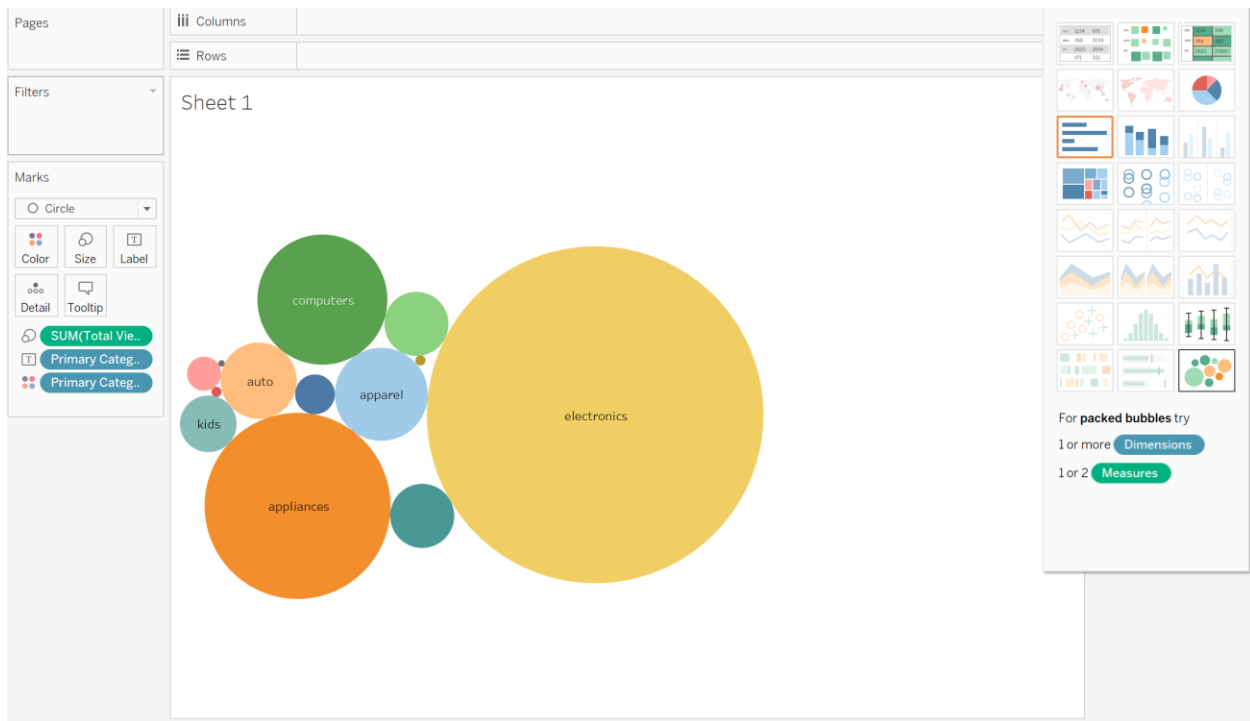 Pages
Columns
Rows
Filters
Sheet 1
Marks
Circle
Color
Size
T
Label
Detail
Tooltip
SUM(Total Vie..
T
Primary Categ..
Primary Categ..
computers
auto
apparel
kids
electronics
appliances
For packed bubbles try
1 or more Dimensions
1 or 2 Measures